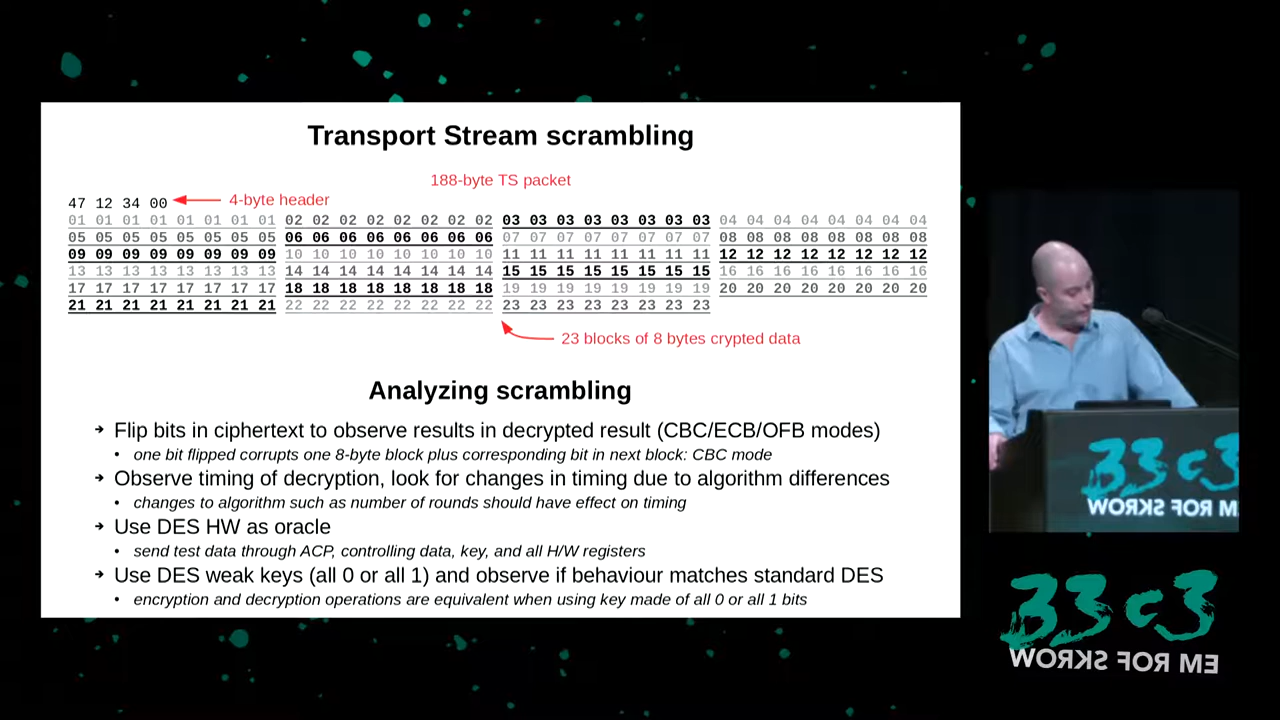 Transport Stream scrambling
188-byte TS packet
47 12 34 00
4-byte header
01 01 01 01 01 01 01 01 02 02 02 02 02 02 02 02 03 03 03 03 03 03 03 03 04 04 04 04 04 04 04 04
05 05 05 05 05 05 05 05 06 06 06 06 06 06 06 06 07 07 07 07 07 07 07 07 08 08 08 08 08 08 08 08
09 09 09 09 09 09 09 09 10 10 10 10 10 10 10 10 11 11 11 11 11 11 11 11 12 12 12 12 12 12 12 12
13 13 13 13 13 13 13 13 14 14 14 14 14 14 14 14 15 15 15 15 15 15 15 15 16 16 16 16 16 16 16 16
17 17 17 17 17 17 17 17 18 18 18 18 18 18 18 18 19 19 19 19 19 19 19 19 20 20 20 20 20 20 20 20
21 21 21 21 21 21 21 21 22 22 22 22 22 22 22 22 23 23 23 23 23 23 23 23
23 blocks of 8 bytes crypted data
Analyzing scrambling
➔ Flip bits in ciphertext to observe results in decrypted result (CBC/ECB/OFB modes)
• one bit flipped corrupts one 8-byte block plus corresponding bit in next block: CBC mode
➔ Observe timing of decryption, look for changes in timing due to algorithm differences
• changes to algorithm such as number of rounds should have effect on timing
➔ Use DES HW as oracle
• send test data through ACP, controlling data, key, and all H/W registers
➔ Use DES weak keys (all 0 or all 1) and observe if behaviour matches standard DES
• encryption and decryption operations are equivalent when using key made of all 0 or all 1 bits
33c3
WORKS FOR M
33c3
WORKS FOR ME